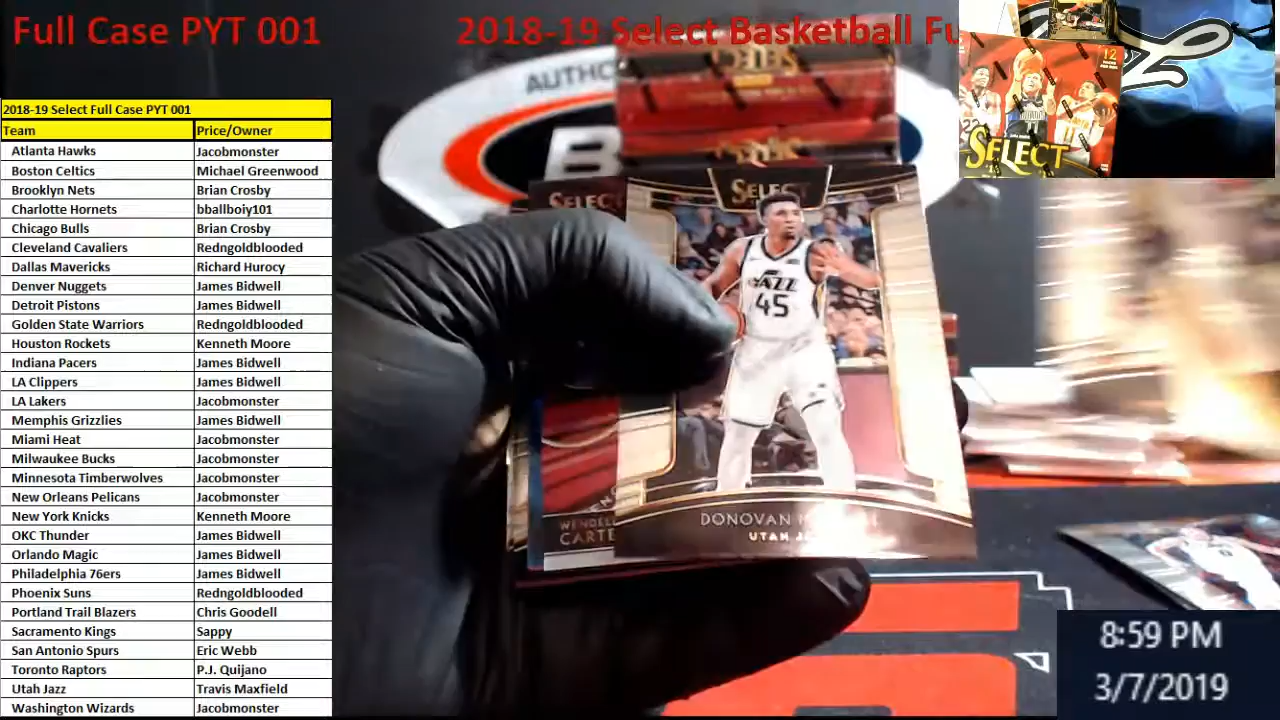 Full Case PYT 001
2018-19 Select Basketball Fu
2018-19 Select Full Case PYT 001
Team Price/Owner
Atlanta Hawks Jacobmonster
Boston Celtics Michael Greenwood
Brooklyn Nets Brian Crosby
Charlotte Hornets bballboiy101
Chicago Bulls Brian Crosby
Cleveland Cavaliers Redngoldblooded
Dallas Mavericks Richard Hurocy
Denver Nuggets James Bidwell
Detroit Pistons James Bidwell
Golden State Warriors Redngoldblooded
Houston Rockets Kenneth Moore
Indiana Pacers James Bidwell
LA Clippers James Bidwell
LA Lakers Jacobmonster
Memphis Grizzlies James Bidwell
Miami Heat Jacobmonster
Milwaukee Bucks Jacobmonster
Minnesota Timberwolves Jacobmonster
New Orleans Pelicans Jacobmonster
New York Knicks Kenneth Moore
OKC Thunder James Bidwell
Orlando Magic James Bidwell
Philadelphia 76ers James Bidwell
Phoenix Suns Redngoldblooded
Portland Trail Blazers Chris Goodell
Sacramento Kings Sappy
San Antonio Spurs Eric Webb
Toronto Raptors P.J. Quijano
Utah Jazz Travis Maxfield
Washington Wizards Jacobmonster
AUTHO
B
SELECT
SELECT
JAZZ
45
DONOVAN
UTAH
WENDELL
CARTE
12
SELECT
8:59 PM
3/7/2019